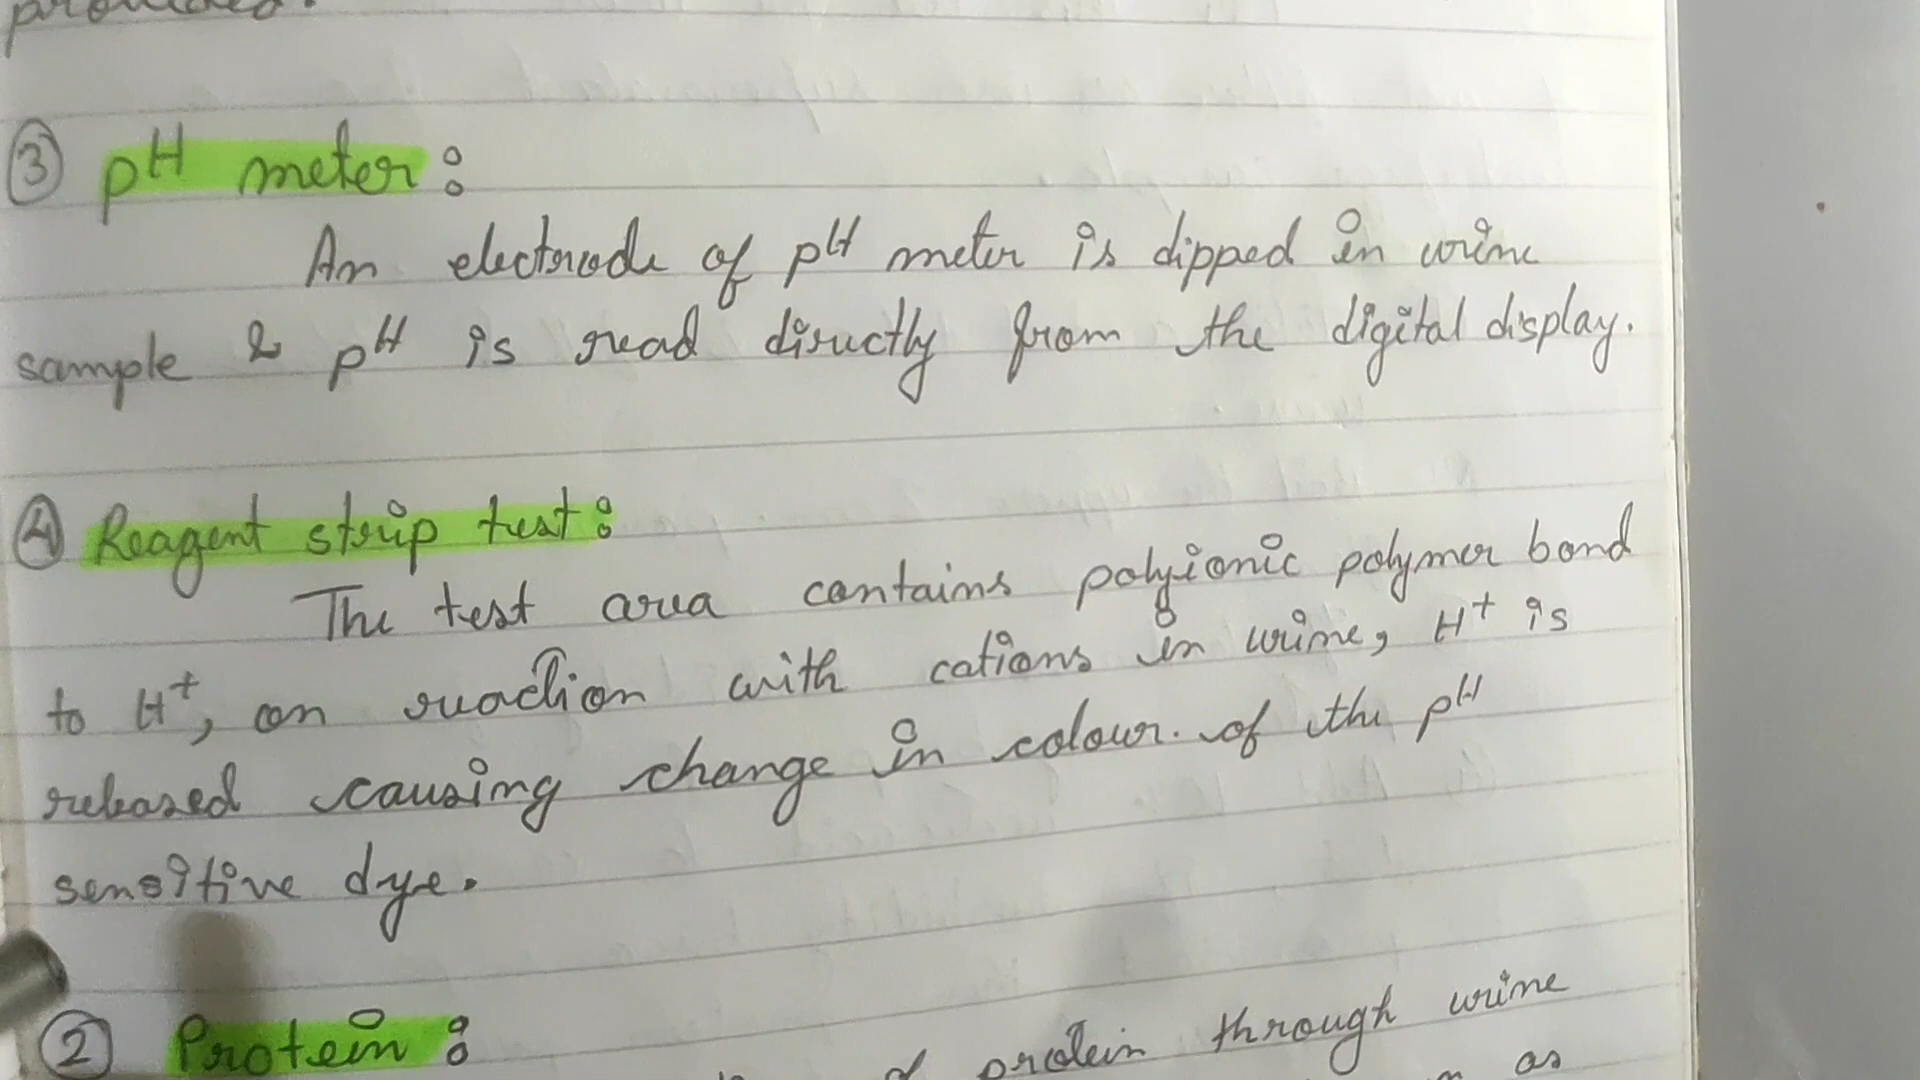 ③ pH meter:
An electrode of pH meter is dipped in urine
sample & pH is read directly from the digital display.
④ Reagent strip test:
The test area contains polyionic polymer bond
to H+, on reaction with cations in urine, H+ is
released causing change in colour. of the pH
sensitive dye.
② Protein:
protein through urine
as